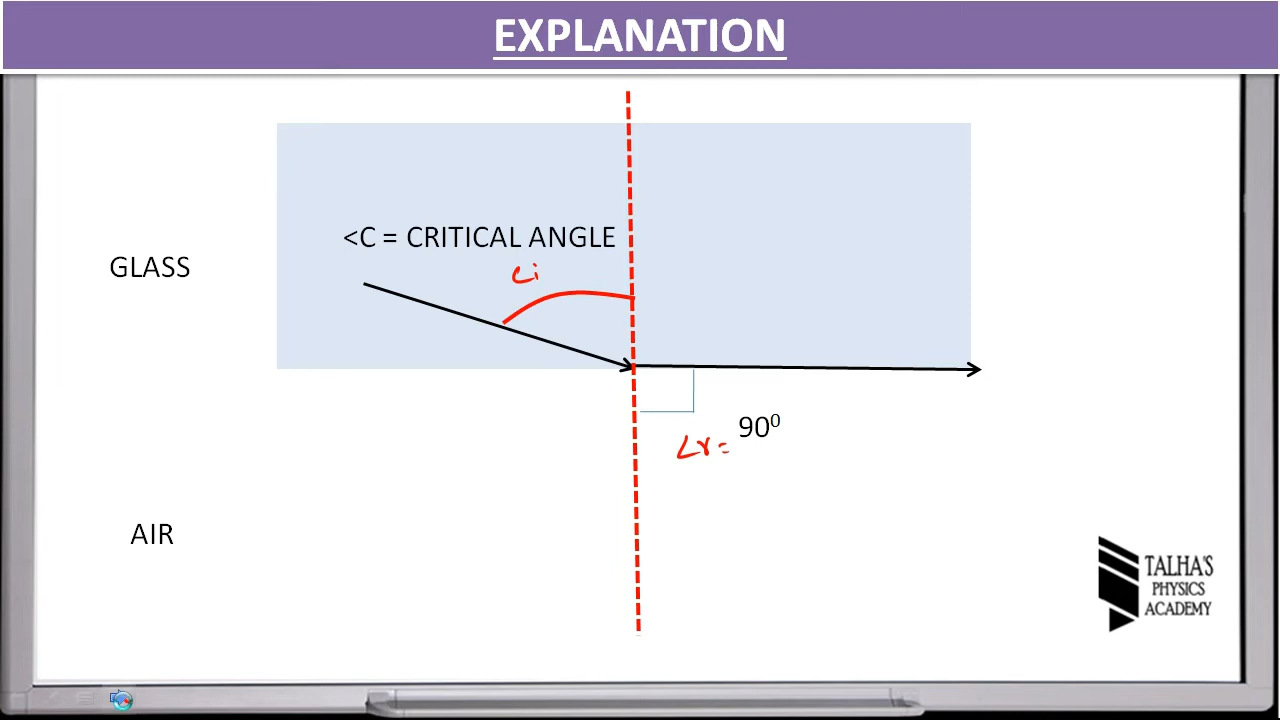 EXPLANATION
<C = CRITICAL ANGLE
GLASS
∠i
90⁰
∠r=
AIR
TALHA'S
PHYSICS
ACADEMY